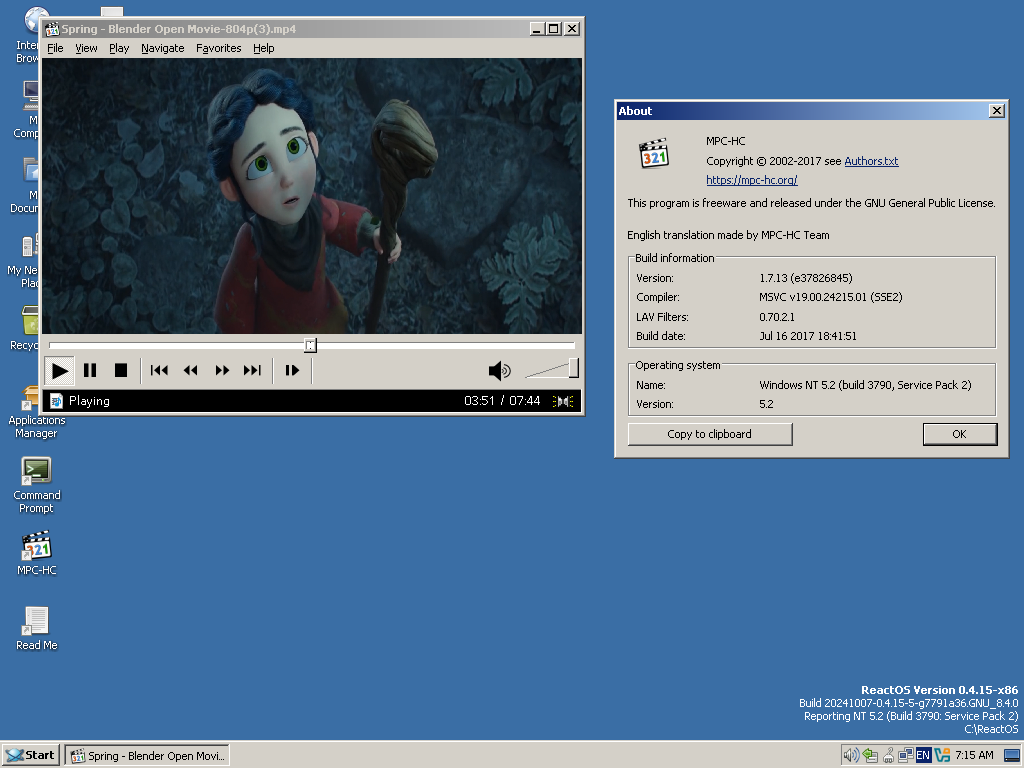 Spring - Blender Open Movie-804p(3).mp4
File View Play Navigate Favorites Help
Playing
03:51 / 07:44
About
MPC-HC
Copyright © 2002-2017 see Authors.txt
https://mpc-hc.org/
This program is freeware and released under the GNU General Public License.
English translation made by MPC-HC Team
Build information
Version: 1.7.13 (e37826845)
Compiler: MSVC v19.00.24215.01 (SSE2)
LAV Filters: 0.70.2.1
Build date: Jul 16 2017 18:41:51
Operating system
Name: Windows NT 5.2 (build 3790, Service Pack 2)
Version: 5.2
Copy to clipboard
OK
321
Inter
Brow
M
Comp
M
Docum
My Ne
Plac
Recyc
Applications
Manager
Command
Prompt
321
MPC-HC
Read Me
ReactOS Version 0.4.15-x86
Build 20241007-0.4.15-5-g7791a36.GNU_8.4.0
Reporting NT 5.2 (Build 3790: Service Pack 2)
C:\ReactOS
Start
Spring - Blender Open Movi...
EN
7:15 AM